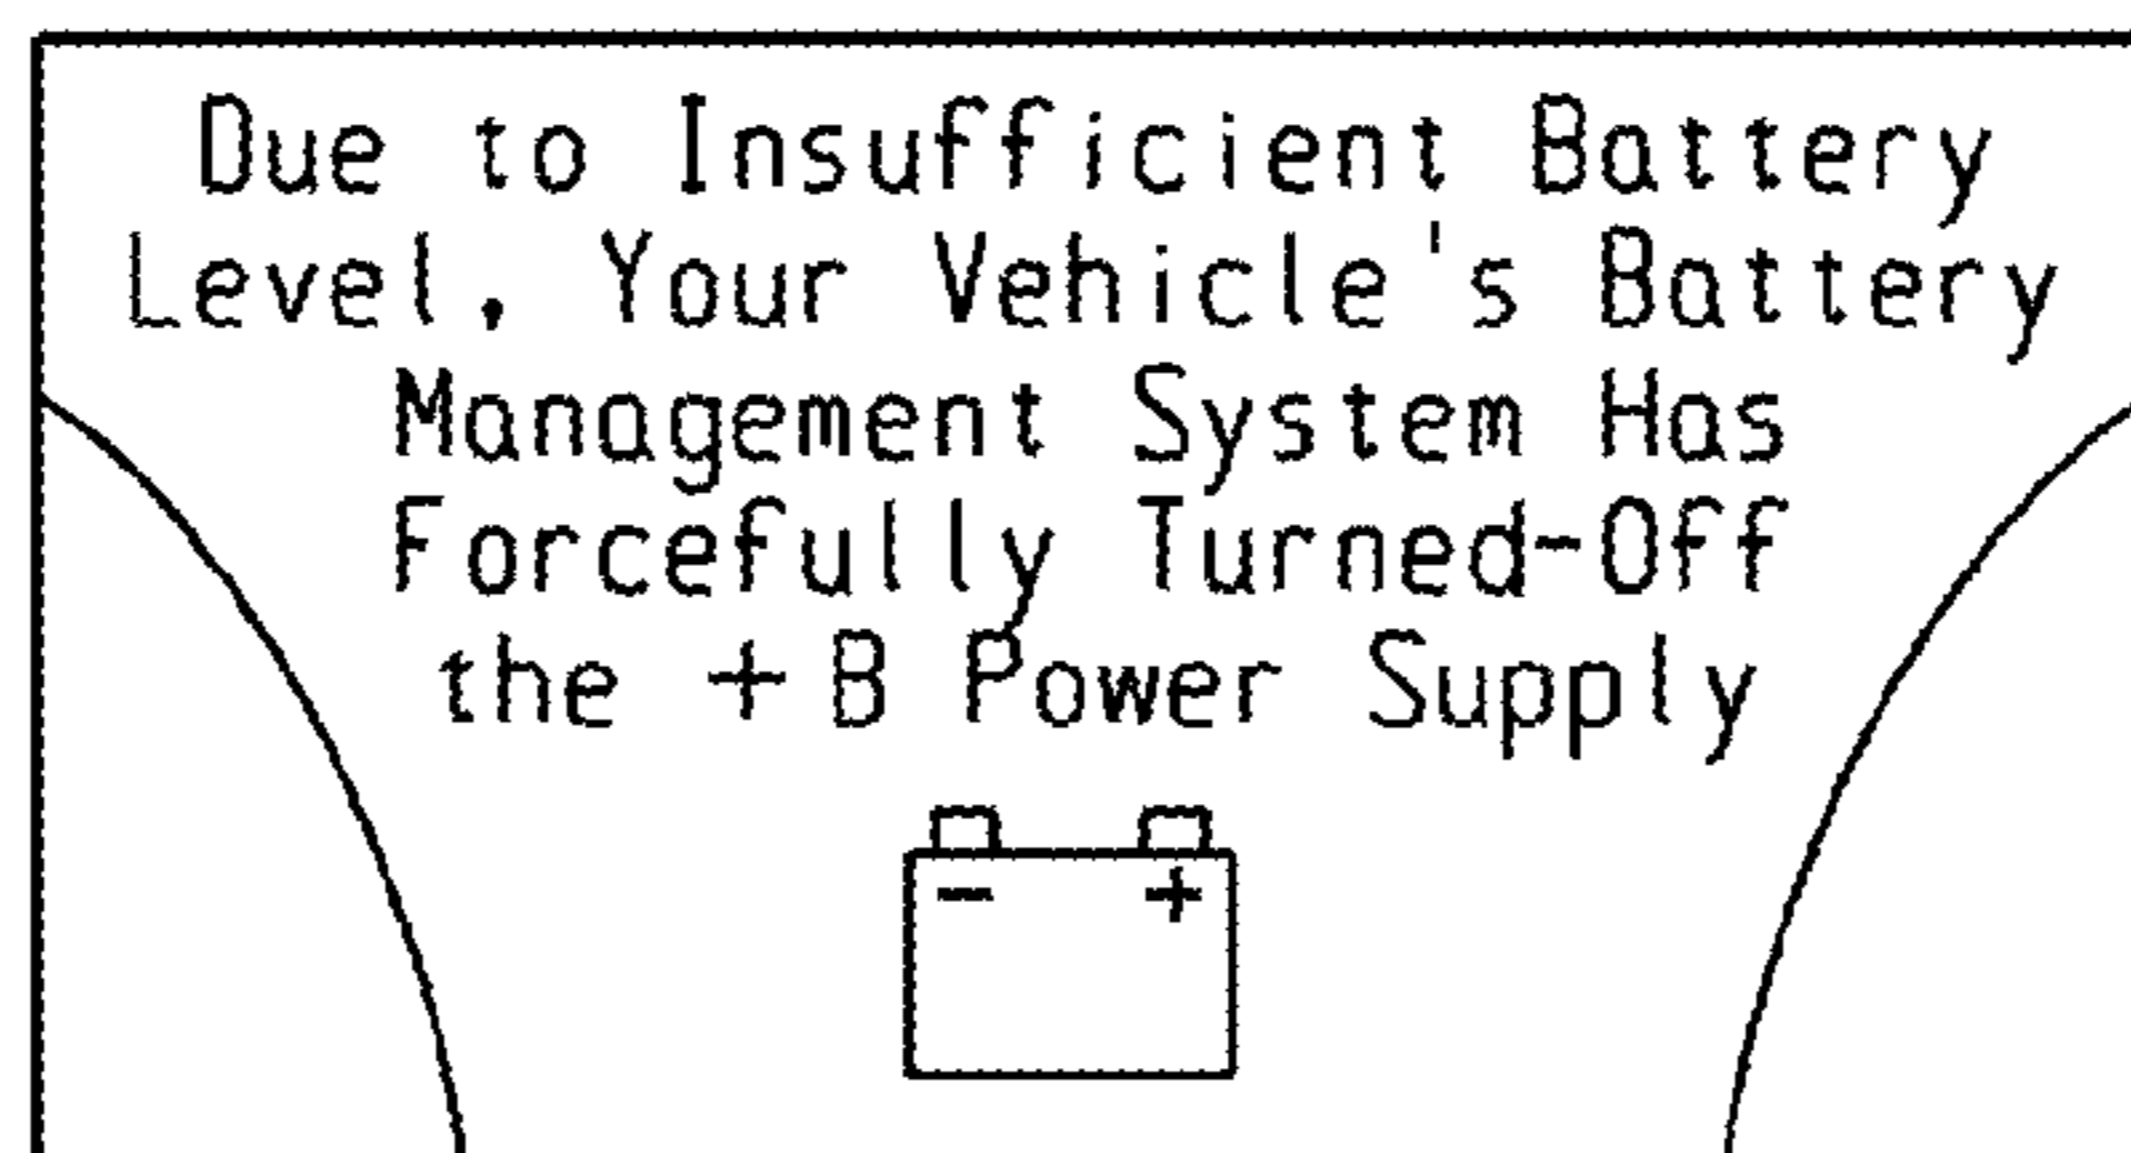 Due to Insufficient Battery
Level, Your Vehicle's Battery
Management System Has
Forcefully Turned-Off
the +B Power Supply
- +